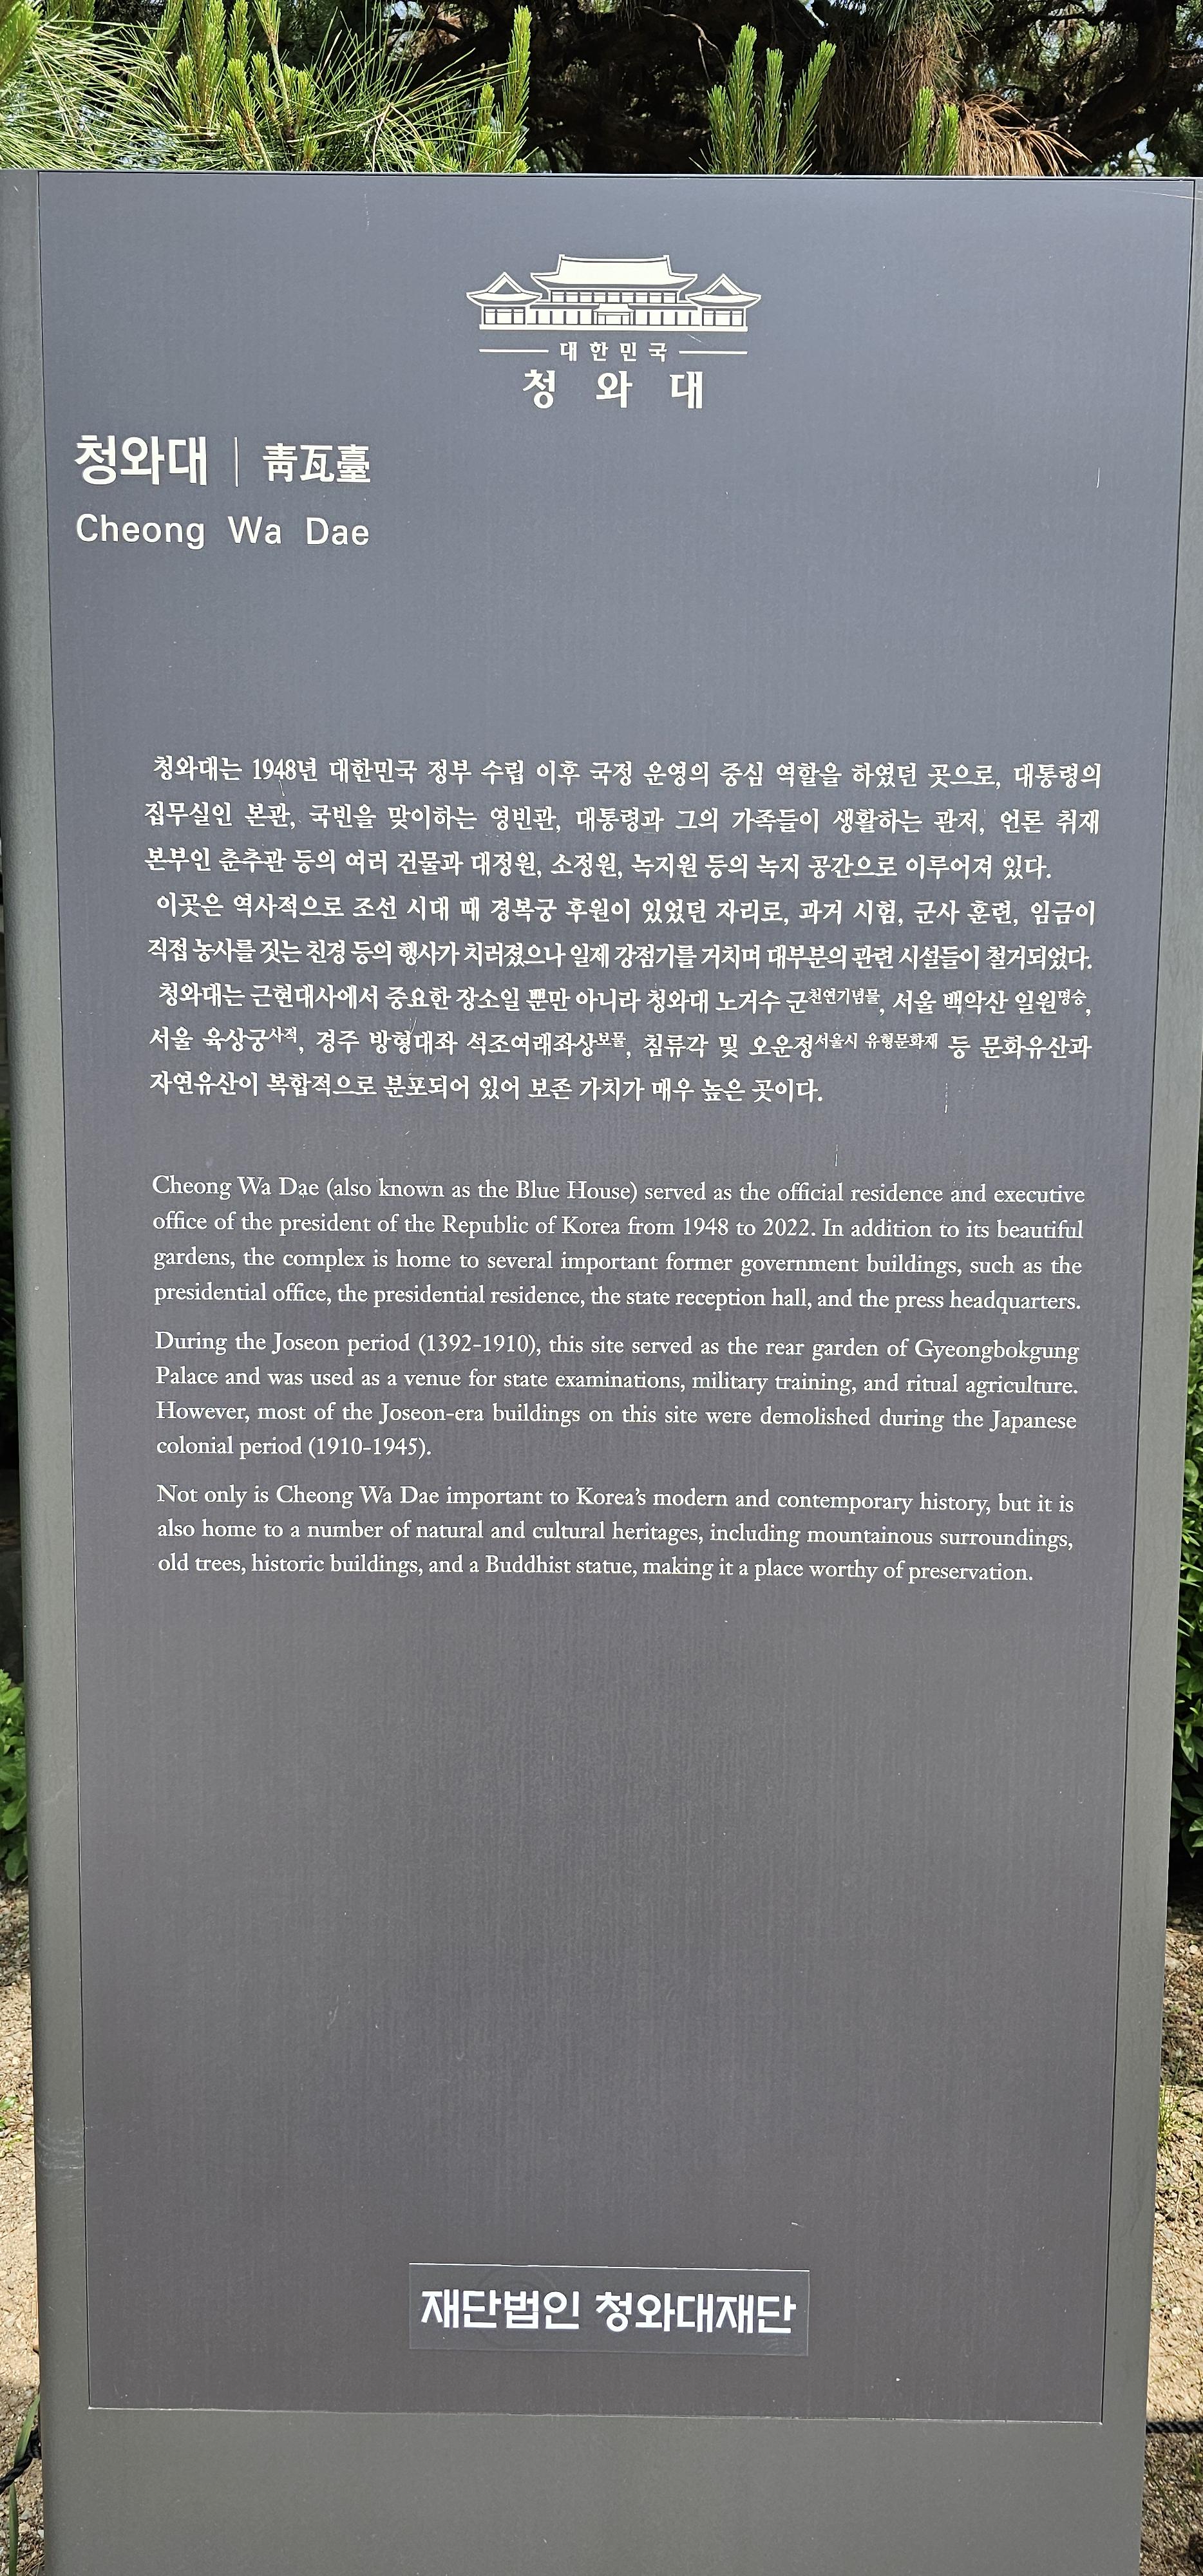 대한민국
청 와 대
청와대 | 靑瓦臺
Cheong Wa Dae
청와대는 1948년 대한민국 정부 수립 이후 국정 운영의 중심 역할을 하였던 곳으로, 대통령의
집무실인 본관, 국빈을 맞이하는 영빈관, 대통령과 그의 가족들이 생활하는 관저, 언론 취재
본부인 춘추관 등의 여러 건물과 대정원, 소정원, 녹지원 등의 녹지 공간으로 이루어져 있다.
이곳은 역사적으로 조선 시대 때 경복궁 후원이 있었던 자리로, 과거 시험, 군사 훈련, 임금이
직접 농사를 짓는 친경 등의 행사가 치러졌으나 일제 강점기를 거치며 대부분의 관련 시설들이 철거되었다.
청와대는 근현대사에서 중요한 장소일 뿐만 아니라 청와대 노거수 군천연기념물, 서울 백악산 일원명승,
서울 육상궁사적, 경주 방형대좌 석조여래좌상보물, 침류각 및 오운정서울시 유형문화재 등 문화유산과
자연유산이 복합적으로 분포되어 있어 보존 가치가 매우 높은 곳이다.
Cheong Wa Dae (also known as the Blue House) served as the official residence and executive
office of the president of the Republic of Korea from 1948 to 2022. In addition to its beautiful
gardens, the complex is home to several important former government buildings, such as the
presidential office, the presidential residence, the state reception hall, and the press headquarters.
During the Joseon period (1392-1910), this site served as the rear garden of Gyeongbokgung
Palace and was used as a venue for state examinations, military training, and ritual agriculture.
However, most of the Joseon-era buildings on this site were demolished during the Japanese
colonial period (1910-1945).
Not only is Cheong Wa Dae important to Korea's modern and contemporary history, but it is
also home to a number of natural and cultural heritages, including mountainous surroundings,
old trees, historic buildings, and a Buddhist statue, making it a place worthy of preservation.
재단법인 청와대재단